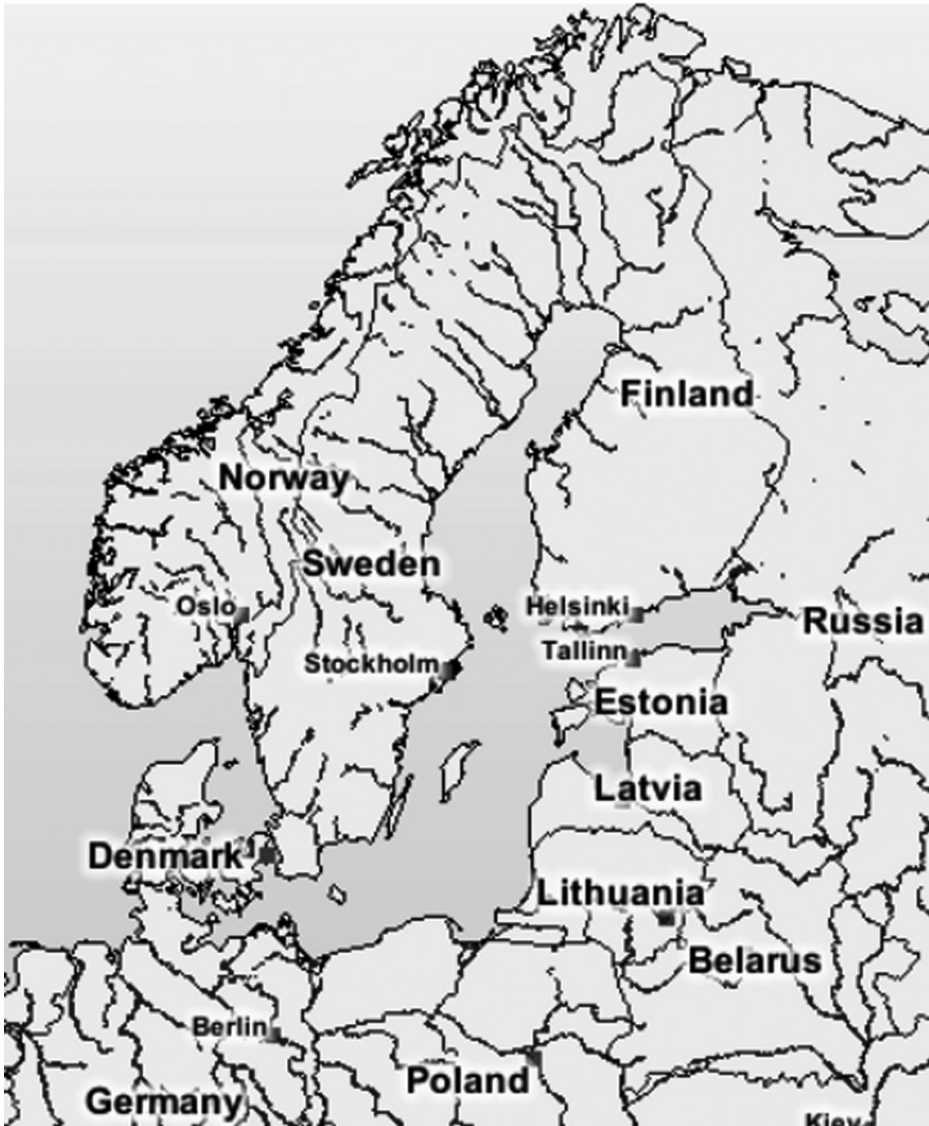 Finland
Norway
Sweden
Oslo
Helsinki
Russia
Tallinn
Stockholm
Estonia
Latvia
Denmark
Lithuania
Belarus
Berlin
Poland
Germany
Kiev